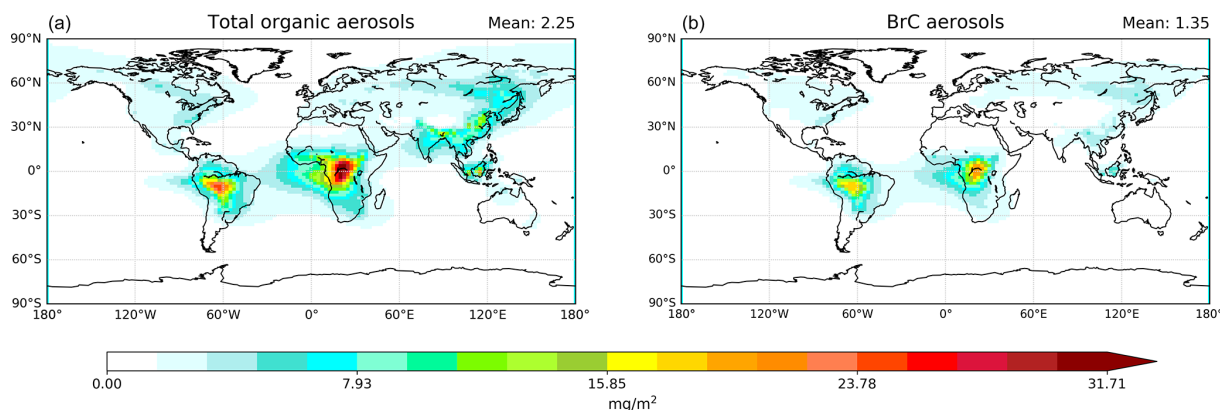 (a) Total organic aerosols Mean: 2.25
(b) BrC aerosols Mean: 1.35
90°N
60°N
30°N
0°
30°S
60°S
90°S
180° 120°W 60°W 0° 60°E 120°E 180°
90°N
60°N
30°N
0°
30°S
60°S
90°S
180° 120°W 60°W 0° 60°E 120°E 180°
0.00 7.93 15.85 23.78 31.71
mg/m²